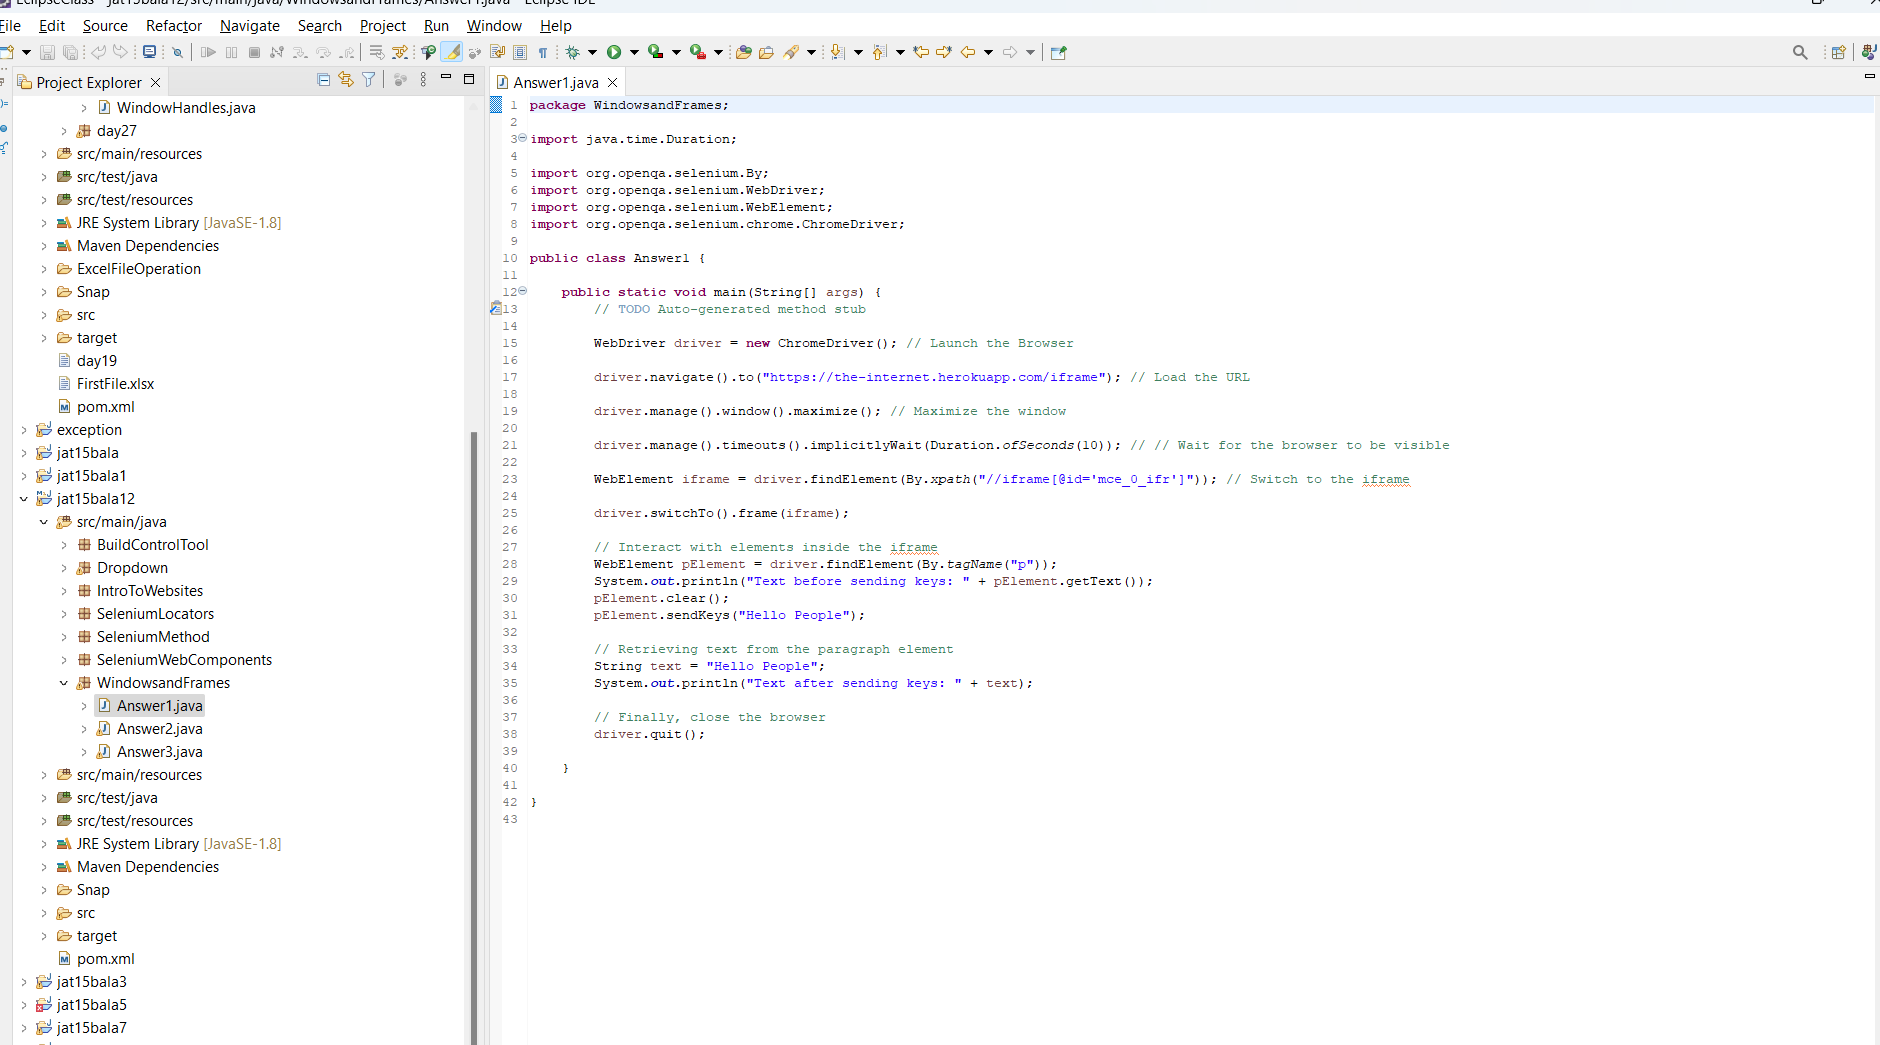 EclipseClass - jat15bala12/src/main/java/WindowsandFrames/Answer1.java - Eclipse IDE
File Edit Source Refactor Navigate Search Project Run Window Help
Project Explorer
WindowHandles.java
day27
src/main/resources
src/test/java
src/test/resources
JRE System Library [JavaSE-1.8]
Maven Dependencies
ExcelFileOperation
Snap
src
target
day19
FirstFile.xlsx
pom.xml
exception
jat15bala
jat15bala1
jat15bala12
src/main/java
BuildControlTool
Dropdown
IntroToWebsites
SeleniumLocators
SeleniumMethod
SeleniumWebComponents
WindowsandFrames
Answer1.java
Answer2.java
Answer3.java
src/main/resources
src/test/java
src/test/resources
JRE System Library [JavaSE-1.8]
Maven Dependencies
Snap
src
target
pom.xml
jat15bala3
jat15bala5
jat15bala7
Answer1.java
1 package WindowsandFrames;
2
3 import java.time.Duration;
4
5 import org.openqa.selenium.By;
6 import org.openqa.selenium.WebDriver;
7 import org.openqa.selenium.WebElement;
8 import org.openqa.selenium.chrome.ChromeDriver;
9
10 public class Answer1 {
11
12 public static void main(String[] args) {
13 // TODO Auto-generated method stub
14
15 WebDriver driver = new ChromeDriver(); // Launch the Browser
16
17 driver.navigate().to("https://the-internet.herokuapp.com/iframe"); // Load the URL
18
19 driver.manage().window().maximize(); // Maximize the window
20
21 driver.manage().timeouts().implicitlyWait(Duration.ofSeconds(10)); // // Wait for the browser to be visible
22
23 WebElement iframe = driver.findElement(By.xpath("//iframe[@id='mce_0_ifr']")); // Switch to the iframe
24
25 driver.switchTo().frame(iframe);
26
27 // Interact with elements inside the iframe
28 WebElement pElement = driver.findElement(By.tagName("p"));
29 System.out.println("Text before sending keys: " + pElement.getText());
30 pElement.clear();
31 pElement.sendKeys("Hello People");
32
33 // Retrieving text from the paragraph element
34 String text = "Hello People";
35 System.out.println("Text after sending keys: " + text);
36
37 // Finally, close the browser
38 driver.quit();
39
40 }
41
42 }
43